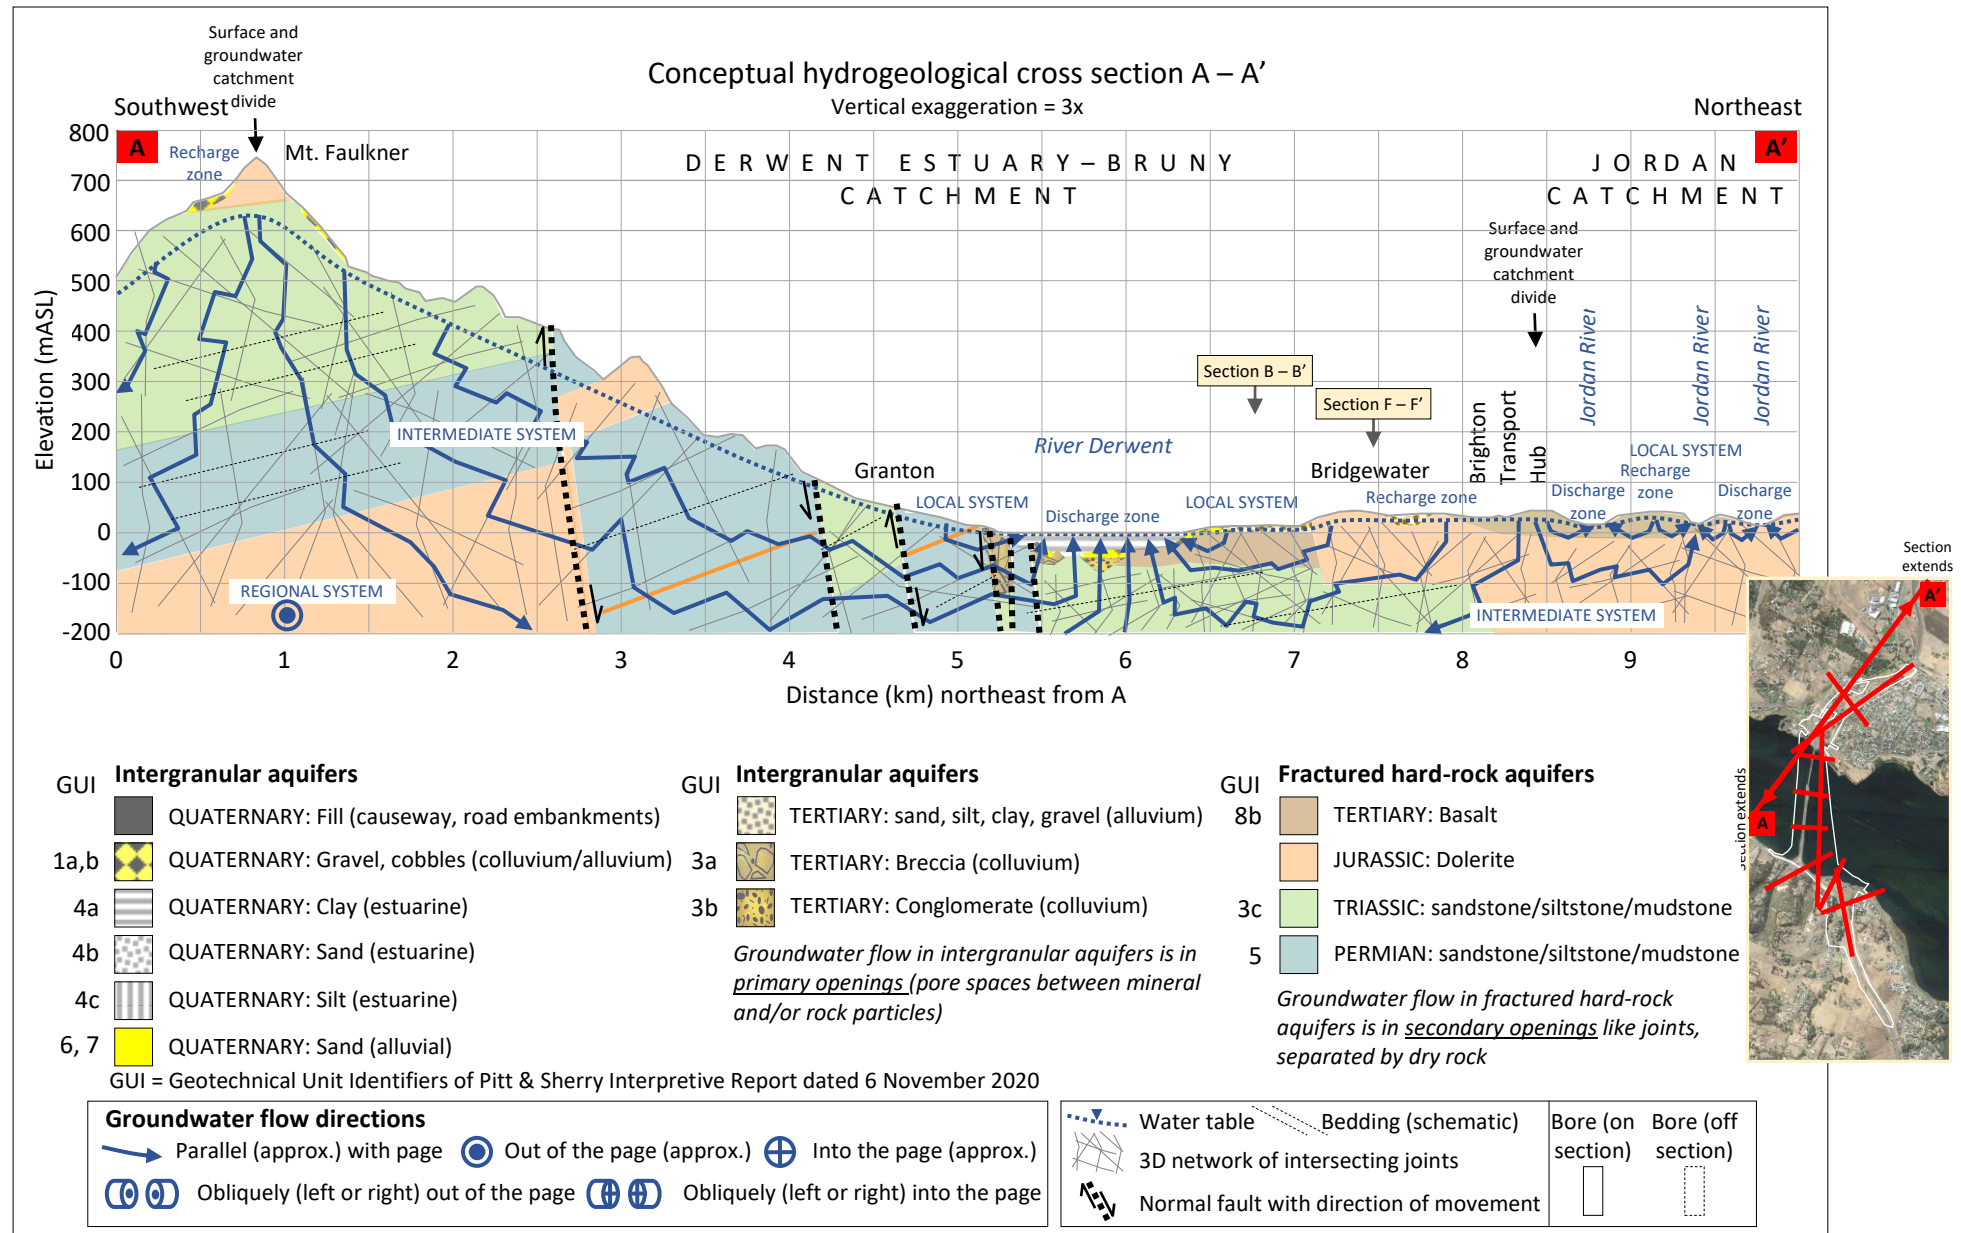 Surface and
groundwater
catchment
divide
Conceptual hydrogeological cross section A – A’
Vertical exaggeration = 3x
Southwest
Northeast
A
Recharge
zone
Mt. Faulkner
DERWENT ESTUARY–BRUNY
CATCHMENT
JORDAN
CATCHMENT
A’
Surface and
groundwater
catchment
divide
Elevation (mASL)
800
700
600
500
400
300
200
100
0
-100
-200
Section B – B’
Section F – F’
Jordan River
Jordan River
Jordan River
Brighton
Transport
Hub
INTERMEDIATE SYSTEM
River Derwent
Granton
Bridgewater
LOCAL SYSTEM
LOCAL SYSTEM
Discharge zone
Recharge zone
LOCAL SYSTEM
Recharge
zone
Discharge
zone
Discharge
zone
REGIONAL SYSTEM
INTERMEDIATE SYSTEM
0
1
2
3
4
5
6
7
8
9
Distance (km) northeast from A
Section
extends
A’
A
Section extends
GUI
Intergranular aquifers
QUATERNARY: Fill (causeway, road embankments)
1a,b
QUATERNARY: Gravel, cobbles (colluvium/alluvium)
4a
QUATERNARY: Clay (estuarine)
4b
QUATERNARY: Sand (estuarine)
4c
QUATERNARY: Silt (estuarine)
6, 7
QUATERNARY: Sand (alluvial)
GUI
Intergranular aquifers
TERTIARY: sand, silt, clay, gravel (alluvium)
3a
TERTIARY: Breccia (colluvium)
3b
TERTIARY: Conglomerate (colluvium)
Groundwater flow in intergranular aquifers is in
primary openings (pore spaces between mineral
and/or rock particles)
GUI
Fractured hard-rock aquifers
8b
TERTIARY: Basalt
JURASSIC: Dolerite
3c
TRIASSIC: sandstone/siltstone/mudstone
5
PERMIAN: sandstone/siltstone/mudstone
Groundwater flow in fractured hard-rock
aquifers is in secondary openings like joints,
separated by dry rock
GUI = Geotechnical Unit Identifiers of Pitt & Sherry Interpretive Report dated 6 November 2020
Groundwater flow directions
Parallel (approx.) with page
Out of the page (approx.)
Into the page (approx.)
Obliquely (left or right) out of the page
Obliquely (left or right) into the page
Water table
Bedding (schematic)
3D network of intersecting joints
Normal fault with direction of movement
Bore (on
section)
Bore (off
section)